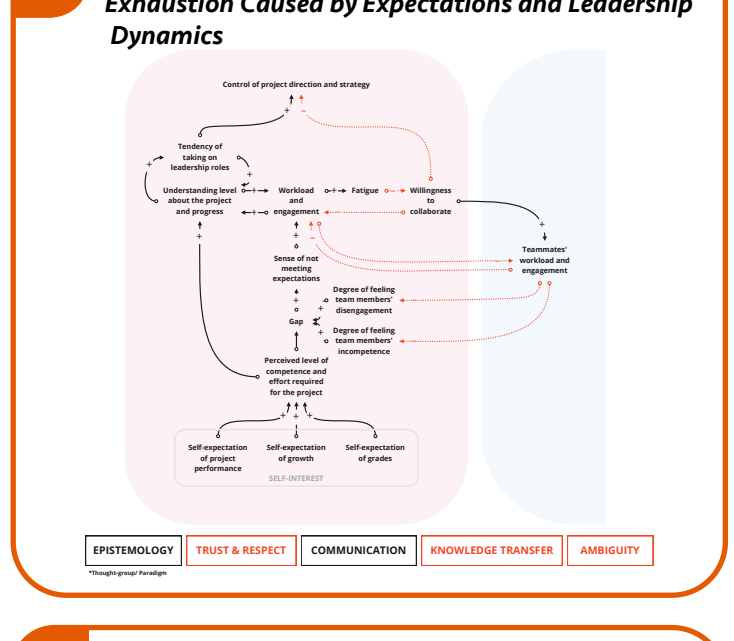 Exhaustion Caused by Expectations and Leadership
Dynamics
Control of project direction and strategy
+
–
Tendency of
taking on
leadership roles
+
+
Understanding level
about the project
and progress
+
+
Workload
and
engagement
+
Fatigue
–
Willingness
to
collaborate
–
+
+
+
–
–
Teammates'
workload and
engagement
Sense of not
meeting
expectations
+
Degree of feeling
team members'
disengagement
+
Gap
+
Degree of feeling
team members'
incompetence
Perceived level of
competence and
effort required
for the project
+
+
+
Self-expectation
of project
performance
Self-expectation
of growth
Self-expectation
of grades
SELF-INTEREST
EPISTEMOLOGY
TRUST & RESPECT
COMMUNICATION
KNOWLEDGE TRANSFER
AMBIGUITY
*Thought-group/ Paradigm